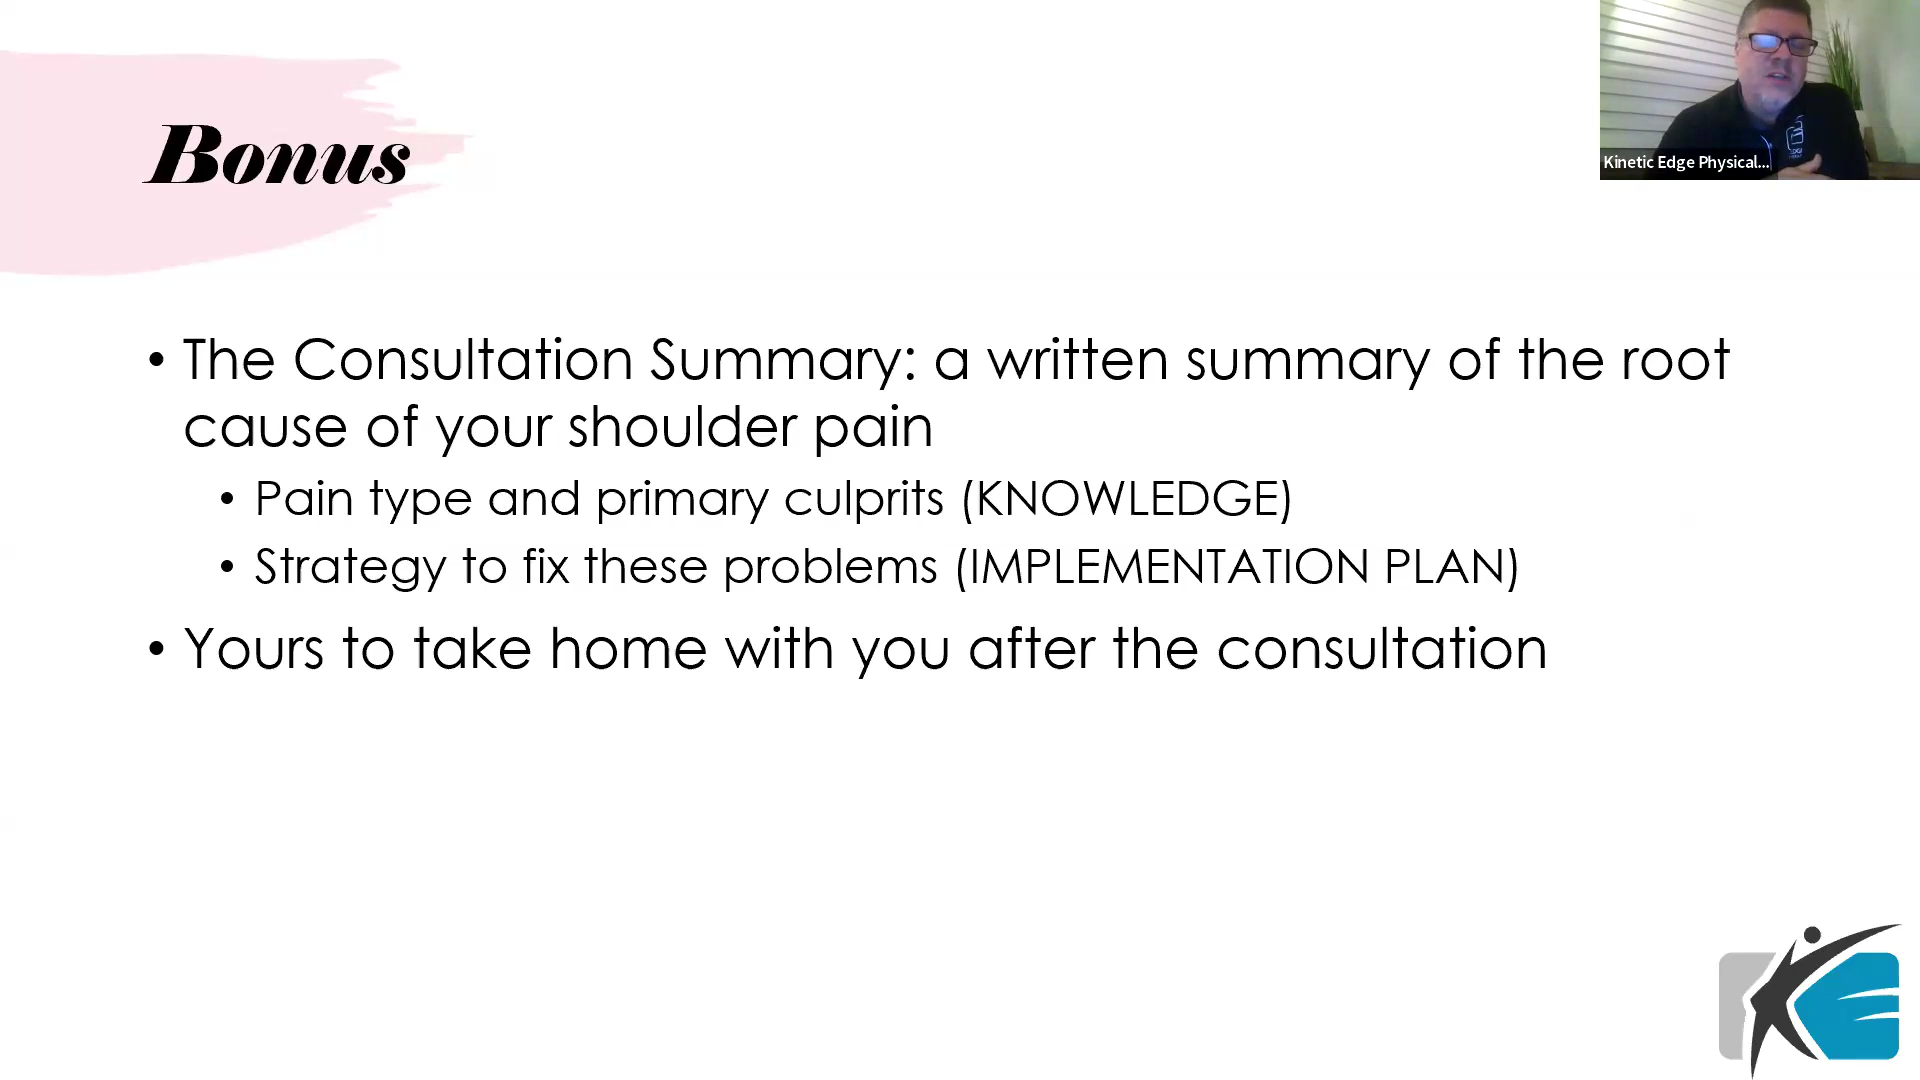 Bonus
Kinetic Edge Physical...
• The Consultation Summary: a written summary of the root
cause of your shoulder pain
• Pain type and primary culprits (KNOWLEDGE)
• Strategy to fix these problems (IMPLEMENTATION PLAN)
• Yours to take home with you after the consultation